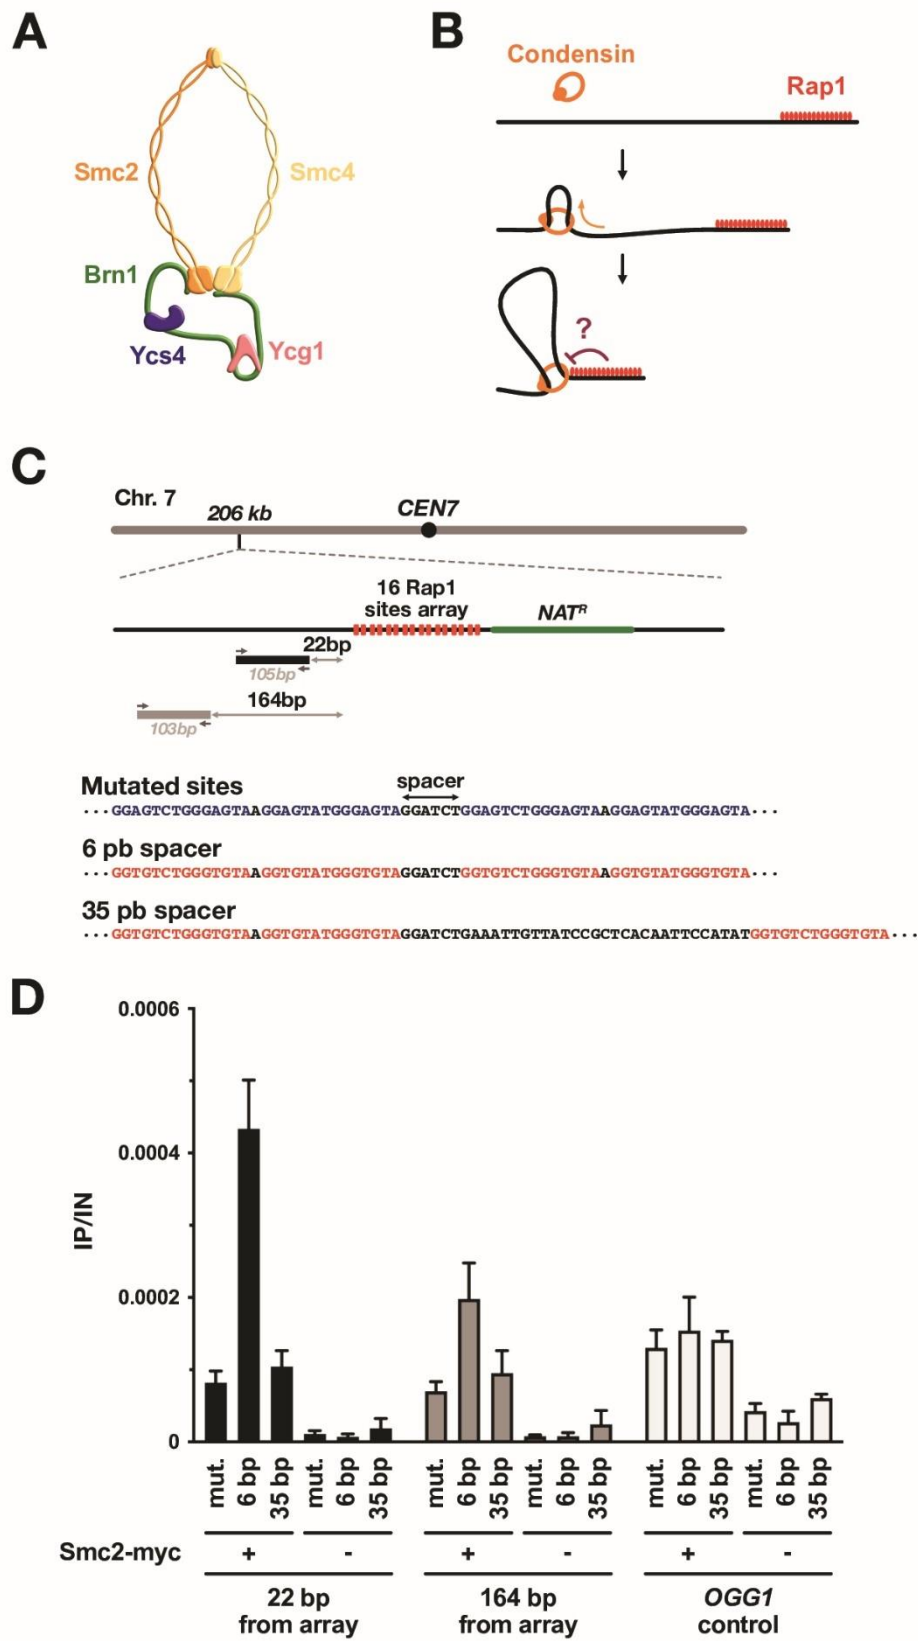 A
Smc2
Smc4
Brn1
Ycs4
Ycg1
B
Condensin
Rap1
?
C
Chr. 7
206 kb
CEN7
16 Rap1
sites array
NATᴿ
22bp
105bp
164bp
103bp
Mutated sites
spacer
···GGAGTCTGGGAGTAAGGAGTATGGGAGTAGGATCTGGAGTCTGGGAGTAAGGAGTATGGGAGTA···
6 pb spacer
···GGTGTCTGGGTGTAAGGTGTATGGGTGTAGGATCTGGTGTCTGGGTGTAAGGTGTATGGGTGTA···
35 pb spacer
···GGTGTCTGGGTGTAAGGTGTATGGGTGTAGGATCTGAAATTGTTATCCGCTCACAATTCCATATGGTGTCTGGGTGTA···
D
0.0006
0.0004
0.0002
0
IP/IN
mut. 6 bp 35 bp mut. 6 bp 35 bp mut. 6 bp 35 bp mut. 6 bp 35 bp mut. 6 bp 35 bp mut. 6 bp 35 bp
Smc2-myc + - + - + -
22 bp
from array
164 bp
from array
OGG1
control